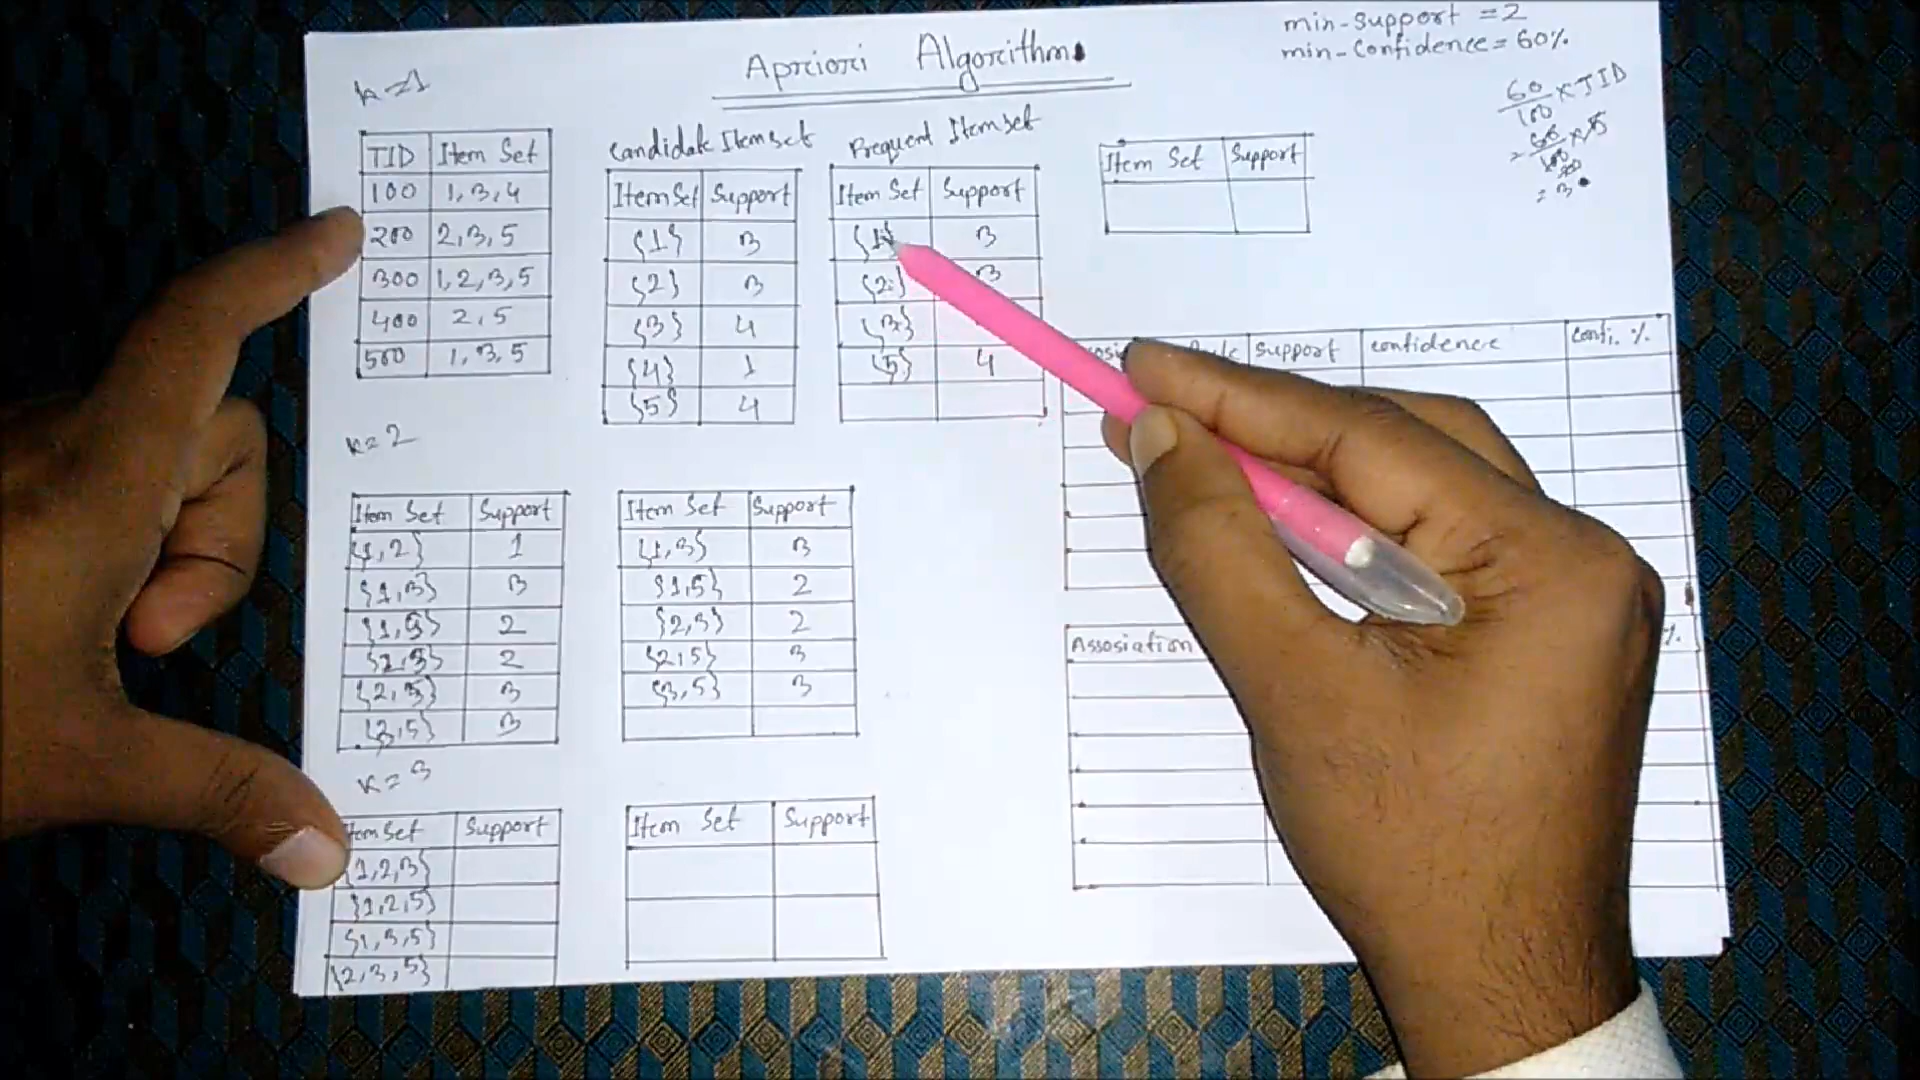 Apriori Algorithm
min-support = 2
min-confidence = 60%
60/100 × TID
= 60/100 × 5
= 3
k=1
TID Item Set
100 1,3,4
200 2,3,5
300 1,2,3,5
400 2,5
500 1,3,5
Candidate Itemset
Item Set Support
{1} 3
{2} 3
{3} 4
{4} 1
{5} 4
Frequent Itemset
Item Set Support
{1} 3
{2} 3
{3}
{5} 4
Item Set Support
k=2
Item Set Support
{1,2} 1
{1,3} 3
{1,5} 2
{2,3} 2
{2,5} 3
{3,5} 3
Item Set Support
{1,3} 3
{1,5} 2
{2,3} 2
{2,5} 3
{3,5} 3
k=3
Item Set Support
{1,2,3}
{1,2,5}
{1,3,5}
{2,3,5}
Item Set Support
Support confidence Confi. %
Assosiation %